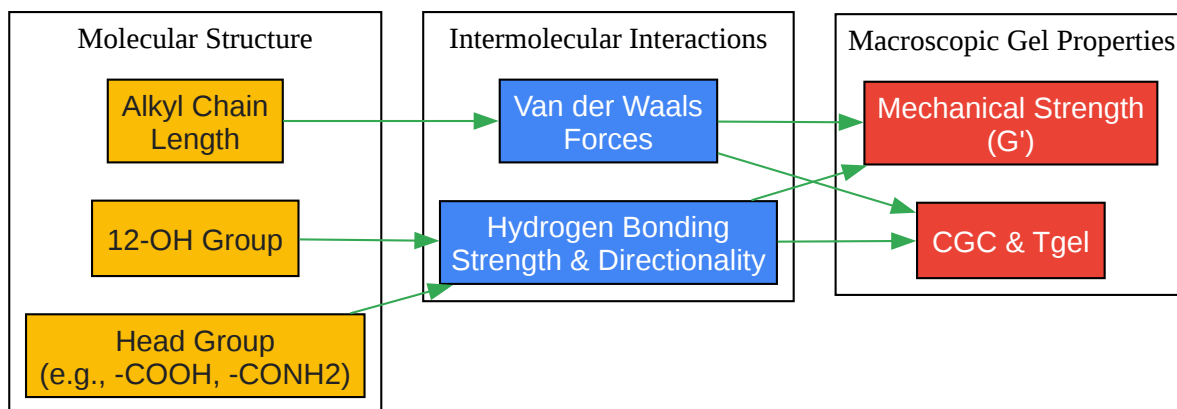 Molecular Structure
Alkyl Chain
Length
12-OH Group
Head Group
(e.g., -COOH, -CONH2)
Intermolecular Interactions
Van der Waals
Forces
Hydrogen Bonding
Strength & Directionality
Macroscopic Gel Properties
Mechanical Strength
(G')
CGC & Tgel